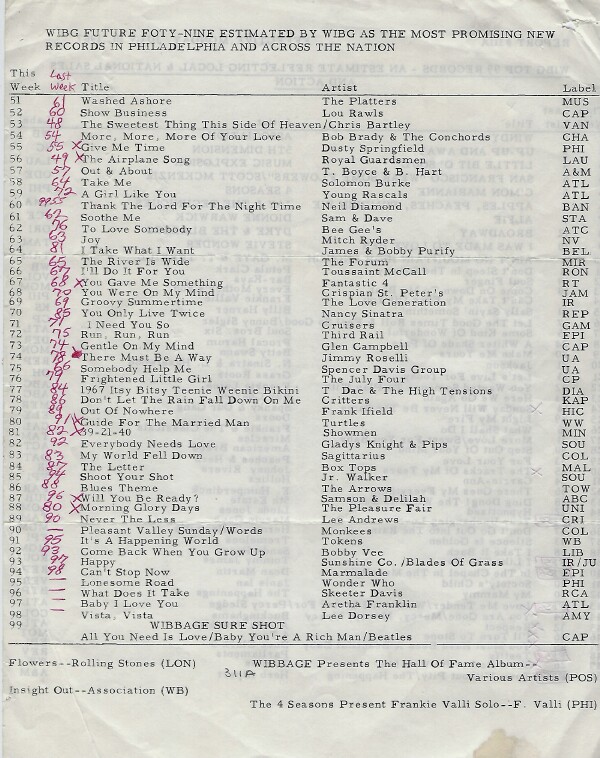 WIBG FUTURE FOTY-NINE ESTIMATED BY WIBG AS THE MOST PROMISING NEW
RECORDS IN PHILADELPHIA AND ACROSS THE NATION
This Last
Week Week Title Artist Label
51 61 Washed Ashore The Platters MUS
52 60 Show Business Lou Rawls CAP
53 48 The Sweetest Thing This Side Of Heaven/Chris Bartley VAN
54 54 More, More, More Of Your Love Bob Brady & The Conchords CHA
55 55 X Give Me Time Dusty Springfield PHI
56 49 X The Airplane Song Royal Guardsmen LAU
57 57 Out & About T. Boyce & B. Hart A&M
58 64 Take Me Solomon Burke ATL
59 72 A Girl Like You Young Rascals ATL
60 Thank The Lord For The Night Time Neil Diamond BAN
61 67 Soothe Me Sam & Dave STA
62 76 To Love Somebody Bee Gee's ATC
63 63 Joy Mitch Ryder NV
64 81 I Take What I Want James & Bobby Purify BEL
65 65 The River Is Wide The Forum MIR
66 67 I'll Do It For You Toussaint McCall RON
67 68 X You Gave Me Something Fantastic 4 RT
68 70 You Were On My Mind Crispian St. Peter's JAM
69 69 Groovy Summertime The Love Generation IR
70 85 You Only Live Twice Nancy Sinatra REP
71 I Need You So Cruisers GAM
72 75 Run, Run, Run Third Rail EPI
73 74 Gentle On My Mind Glen Campbell CAP
74 78 There Must Be A Way Jimmy Roselli UA
75 66 Somebody Help Me Spencer Davis Group UA
76 79 Frightened Little Girl The July Four CP
77 84 1967 Itsy Bitsy Teenie Weenie Bikini T Dae & The High Tensions DIA
78 86 Don't Let The Rain Fall Down On Me Critters KAP
79 89 Out Of Nowhere Frank Ifield HIC
80 91 X Guide For The Married Man Turtles WW
81 82 X 39-21-40 Showmen MIN
82 92 Everybody Needs Love Gladys Knight & Pips SOU
83 83 My World Fell Down Sagittarius COL
84 87 The Letter Box Tops MAL
85 94 Shoot Your Shot Jr. Walker SOU
86 88 Blues Theme The Arrows TOW
87 96 X Will You Be Ready? Samson & Delilah ABC
88 80 X Morning Glory Days The Pleasure Fair UNI
89 90 Never The Less Lee Andrews CRI
90 — Pleasant Valley Sunday/Words Monkees COL
91 95 It's A Happening World Tokens WB
92 93 Come Back When You Grow Up Bobby Vee LIB
93 97 Happy Sunshine Co./Blades Of Grass IR/JU
94 98 Can't Stop Now Marmalade EPI
95 — Lonesome Road Wonder Who PHI
96 — What Does It Take Skeeter Davis RCA
97 — Baby I Love You Aretha Franklin ATL
98 Vista, Vista Lee Dorsey AMY
99 WIBBAGE SURE SHOT
All You Need Is Love/Baby You're A Rich Man/Beatles CAP
Flowers--Rolling Stones (LON) WIBBAGE Presents The Hall Of Fame Album--
311A Various Artists (POS)
Insight Out--Association (WB)
The 4 Seasons Present Frankie Valli Solo--F. Valli (PHI)